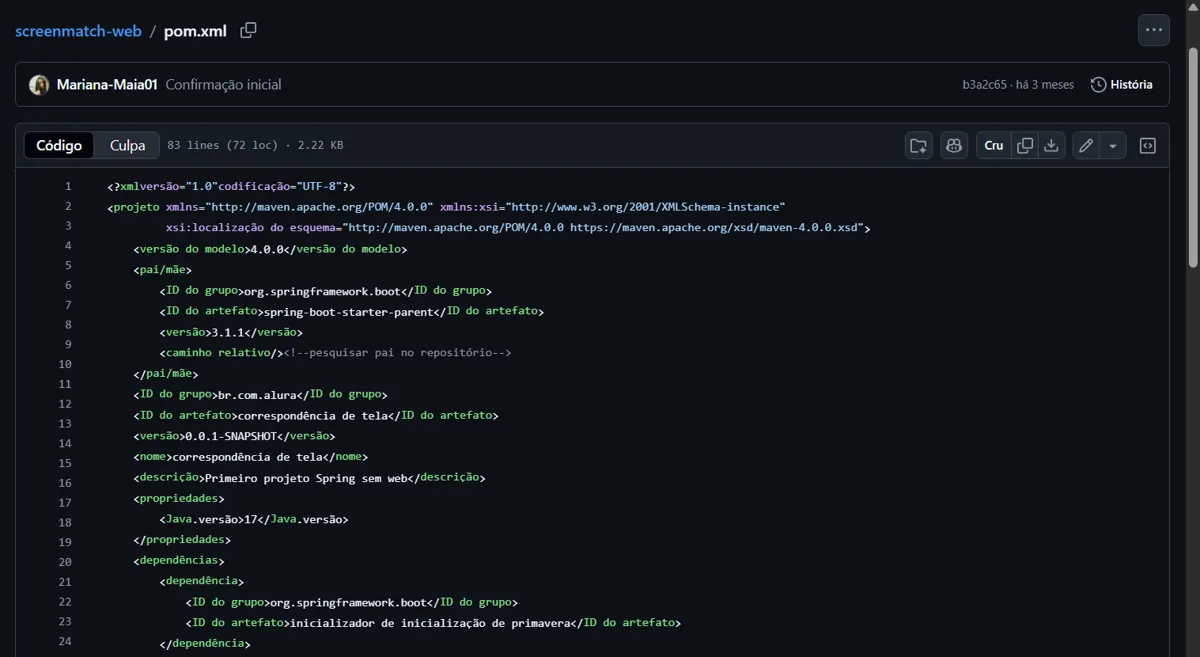 screenmatch-web / pom.xml
Mariana-Maia01 Confirmação inicial b3a2c65 · há 3 meses História
Código Culpa 83 lines (72 loc) · 2.22 KB Cru
1 <?xmlversão="1.0"codificação="UTF-8"?>
2 <projeto xmlns="http://maven.apache.org/POM/4.0.0" xmlns:xsi="http://www.w3.org/2001/XMLSchema-instance"
3 xsi:localização do esquema="http://maven.apache.org/POM/4.0.0 https://maven.apache.org/xsd/maven-4.0.0.xsd">
4 <versão do modelo>4.0.0</versão do modelo>
5 <pai/mãe>
6 <ID do grupo>org.springframework.boot</ID do grupo>
7 <ID do artefato>spring-boot-starter-parent</ID do artefato>
8 <versão>3.1.1</versão>
9 <caminho relativo/><!--pesquisar pai no repositório-->
10 </pai/mãe>
11 <ID do grupo>br.com.alura</ID do grupo>
12 <ID do artefato>correspondência de tela</ID do artefato>
13 <versão>0.0.1-SNAPSHOT</versão>
14 <nome>correspondência de tela</nome>
15 <descrição>Primeiro projeto Spring sem web</descrição>
16 <propriedades>
17 <Java.versão>17</Java.versão>
18 </propriedades>
19 <dependências>
20 <dependência>
21 <ID do grupo>org.springframework.boot</ID do grupo>
22 <ID do artefato>inicializador de inicialização de primavera</ID do artefato>
23 </dependência>
24